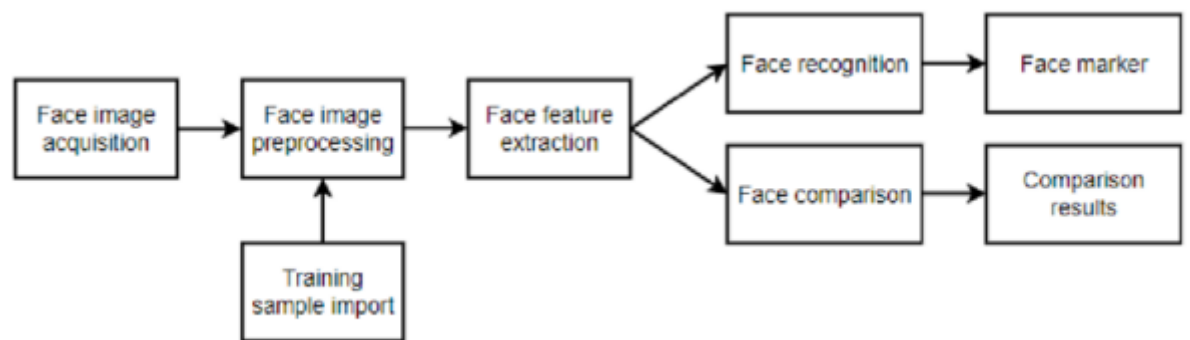 Face image
acquisition
Face image
preprocessing
Training
sample import
Face feature
extraction
Face recognition
Face marker
Face comparison
Comparison
results